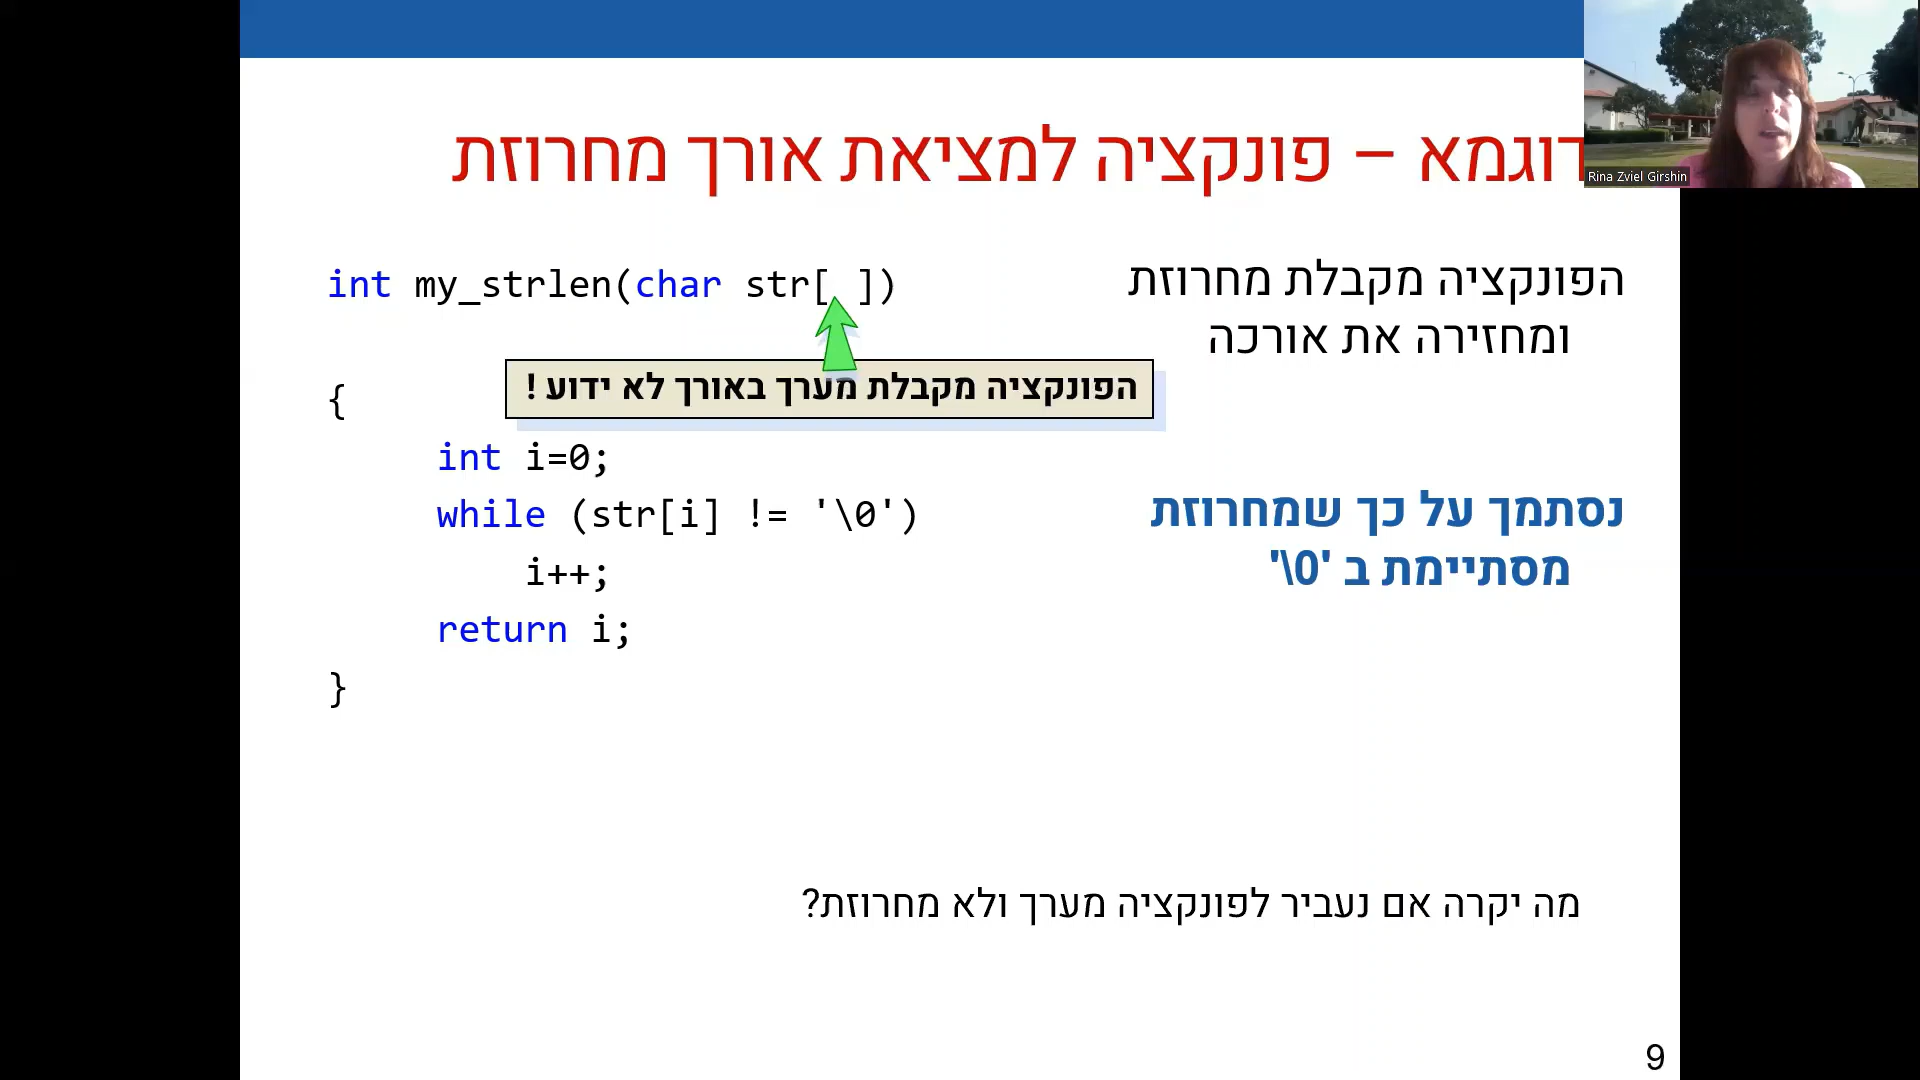 דוגמא – פונקציה למציאת אורך מחרוזת
Rina Zviel Girshin
int my_strlen(char str[ ])
הפונקציה מקבלת מחרוזת
ומחזירה את אורכה
הפונקציה מקבלת מערך באורך לא ידוע !
{
int i=0;
while (str[i] != '\0')
i++;
return i;
}
נסתמך על כך שמחרוזת
מסתיימת ב '\0'
מה יקרה אם נעביר לפונקציה מערך ולא מחרוזת?
9